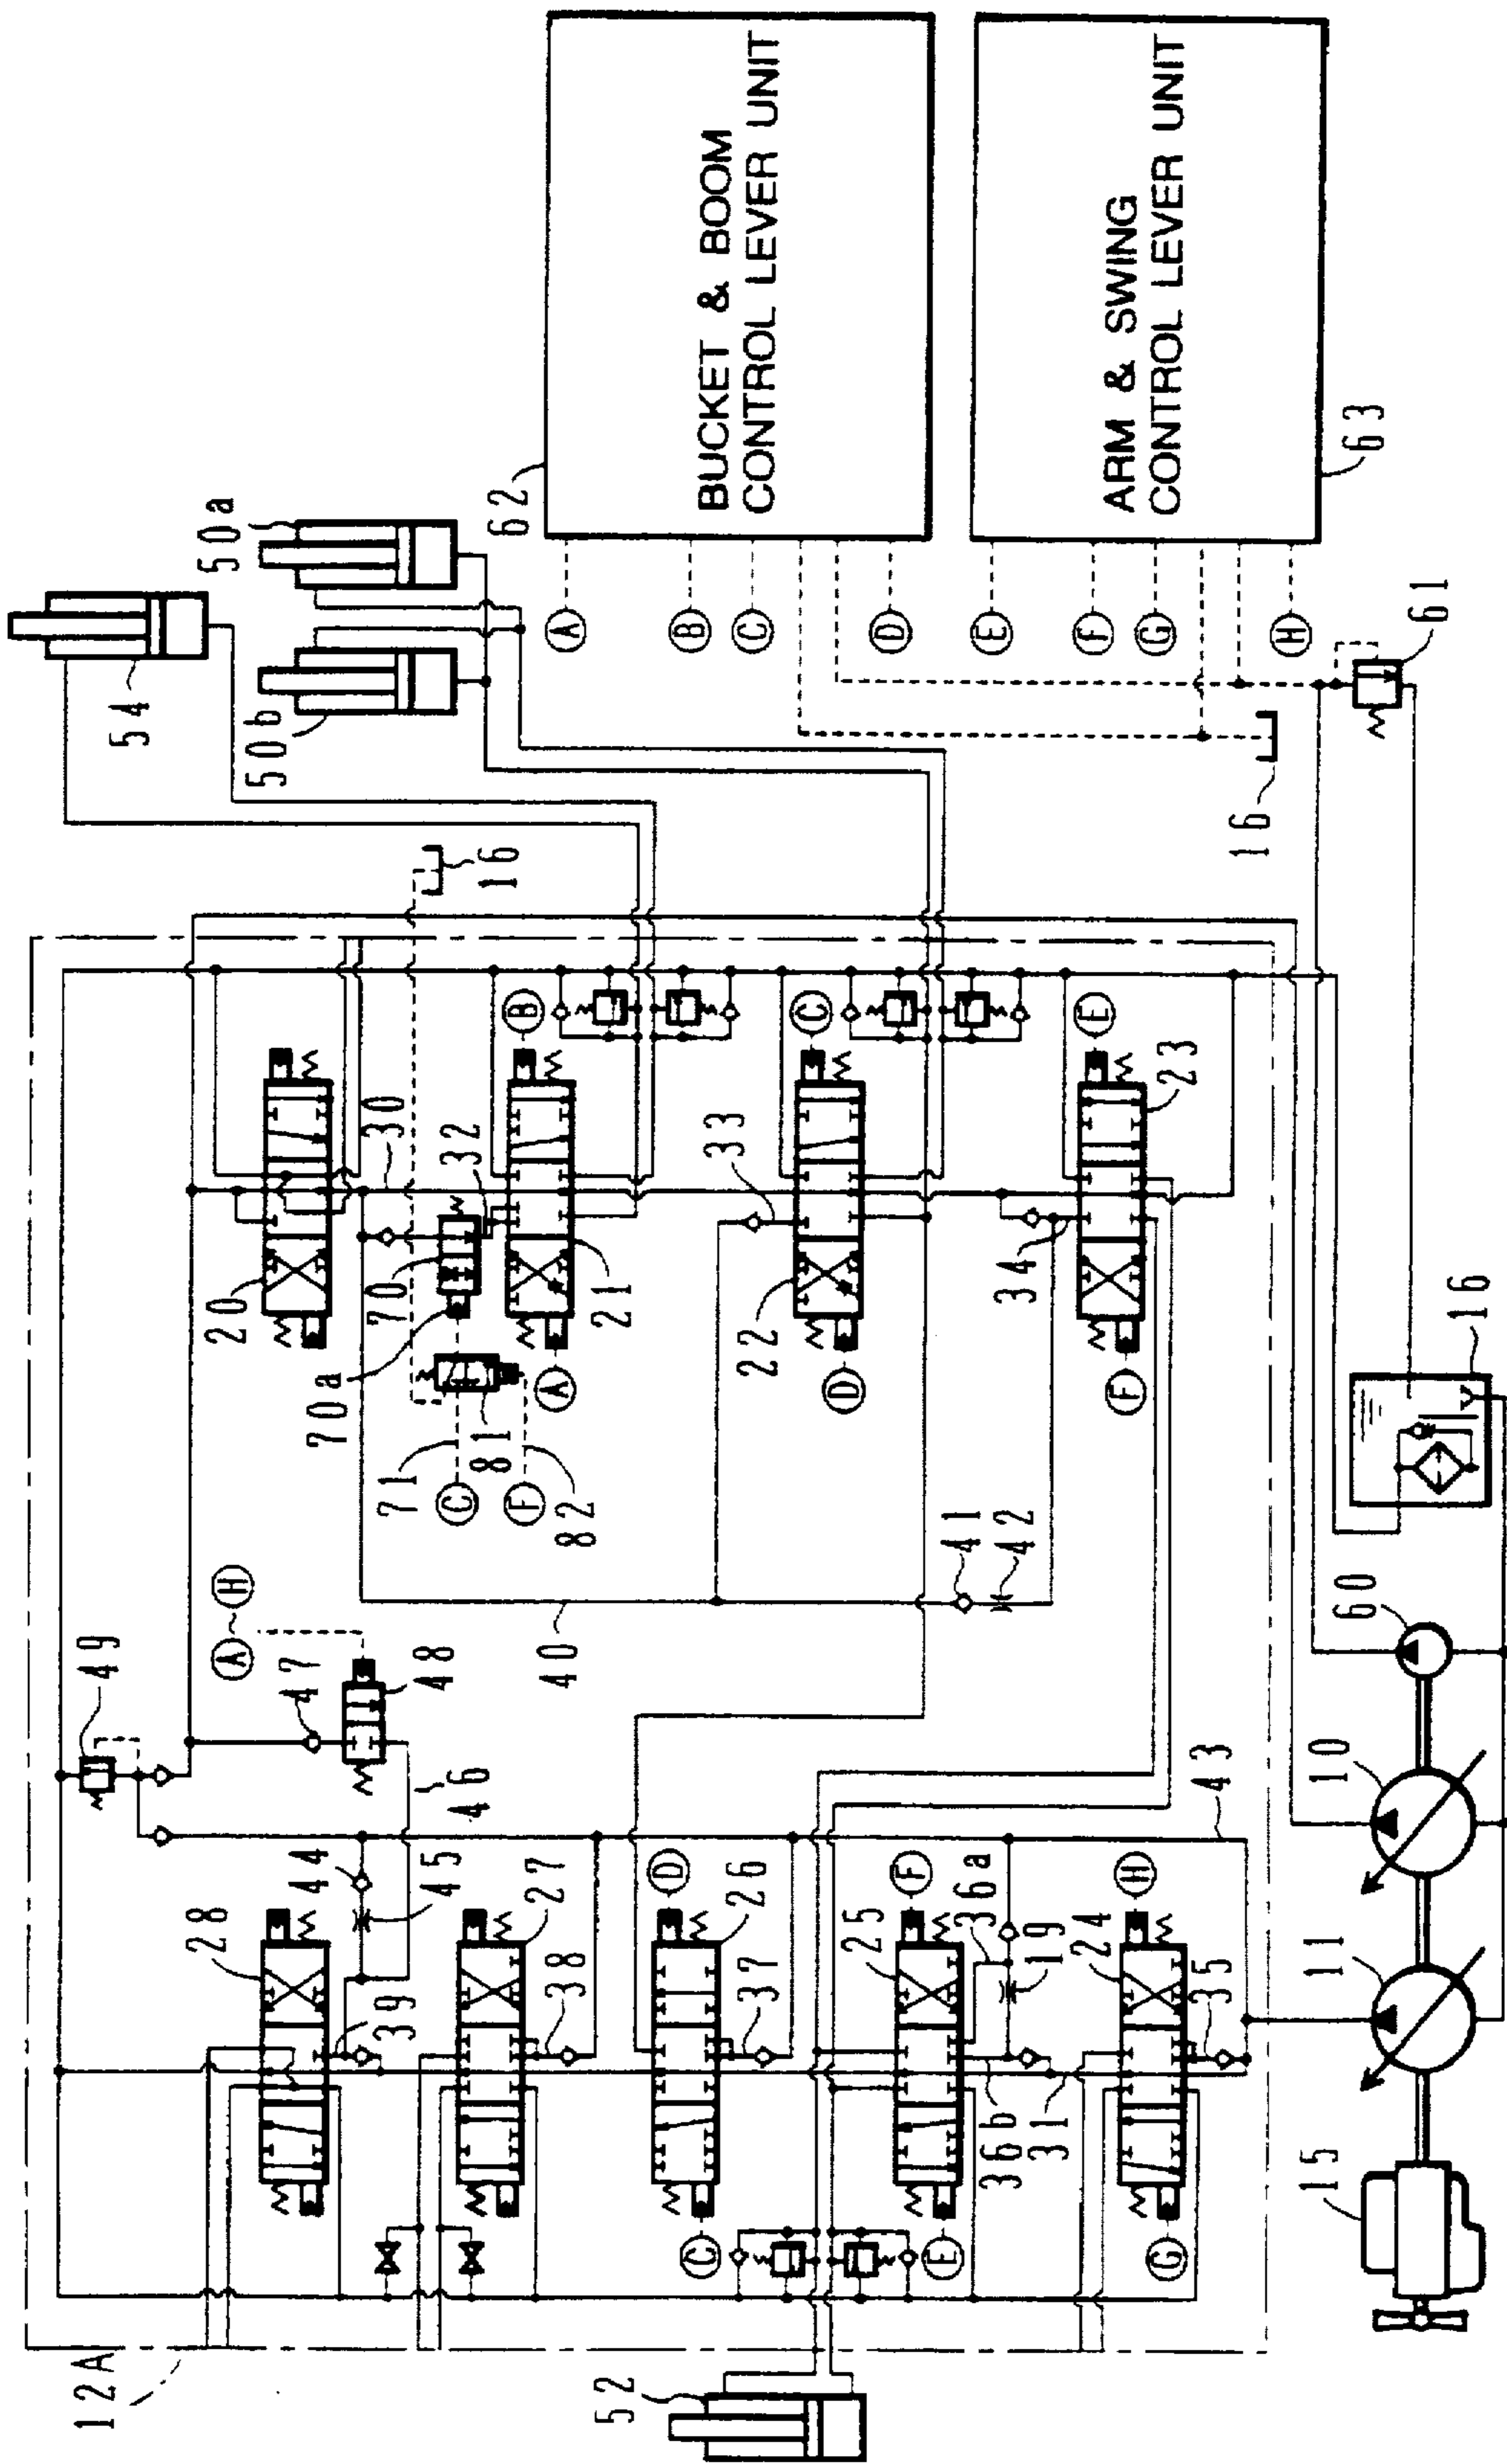 12A
49
A ~ H
47
48
46
20
30
70
32
70a
71
81
C
F
82
16
B
A
21
28
44
45
39
27
38
40
33
22
C
D
D
26
37
C
41
42
34
E
23
F
25
F
36a
19
36b
31
E
24
H
35
G
43
52
54
50a
50b
62
BUCKET & BOOM
CONTROL LEVER UNIT
A
B
C
D
ARM & SWING
CONTROL LEVER UNIT
63
E
F
G
H
61
16
16
60
10
11
15